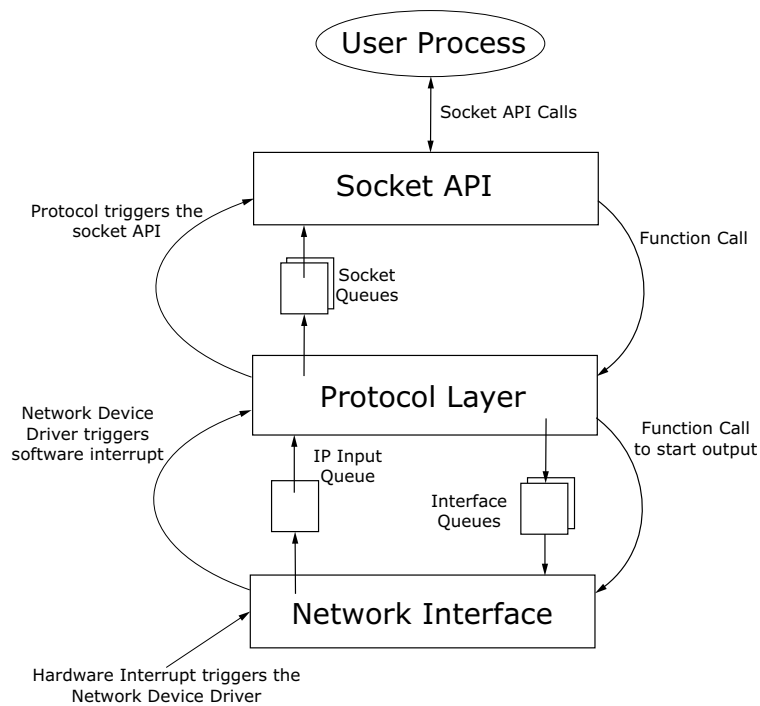 User Process
Socket API Calls
Socket API
Protocol triggers the
socket API
Function Call
Socket
Queues
Protocol Layer
Network Device
Driver triggers
software interrupt
Function Call
to start output
IP Input
Queue
Interface
Queues
Network Interface
Hardware Interrupt triggers the
Network Device Driver